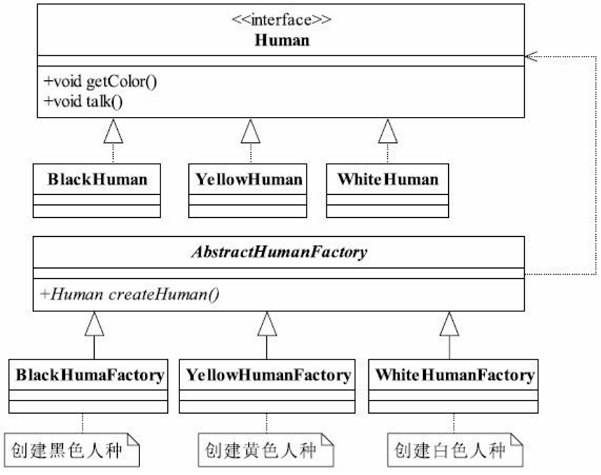 <<interface>>
Human
+void getColor()
+void talk()
BlackHuman YellowHuman WhiteHuman
AbstractHumanFactory
+Human createHuman()
BlackHumaFactory YellowHumanFactory WhiteHumanFactory
创建黑色人种 创建黄色人种 创建白色人种